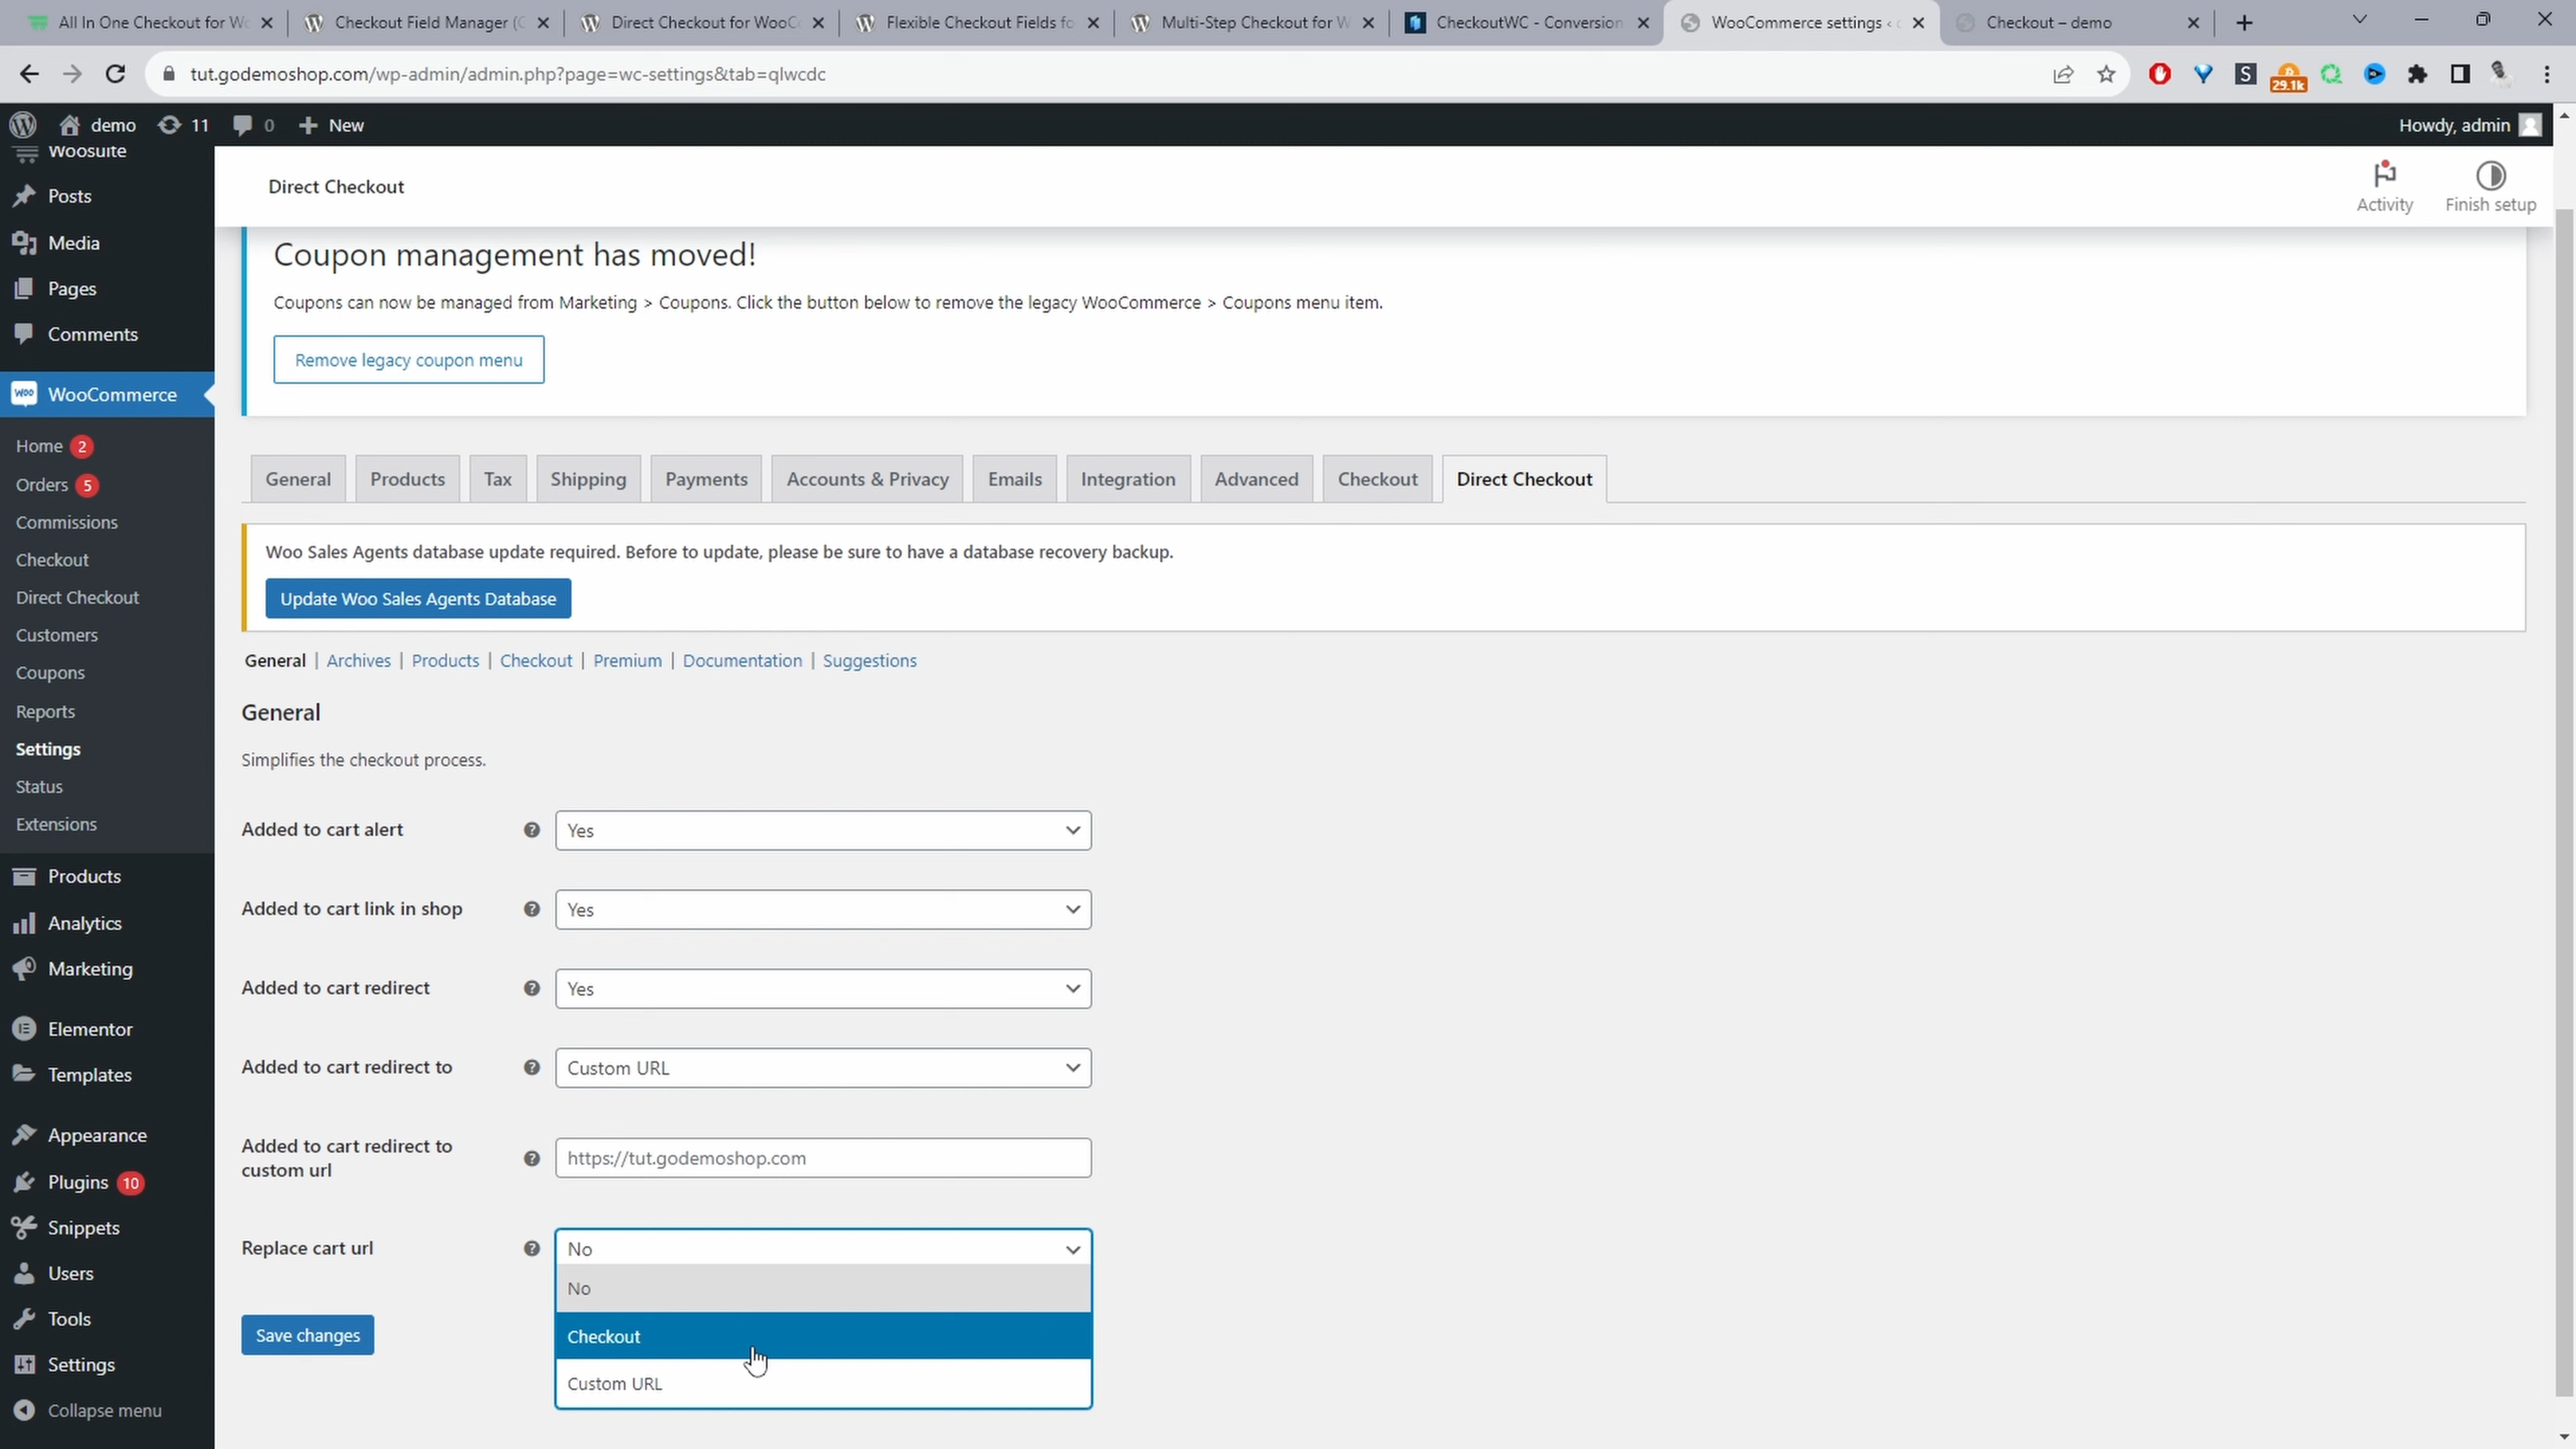 All In One Checkout for Wo
Checkout Field Manager (C
Direct Checkout for WooCo
Flexible Checkout Fields fo
Multi-Step Checkout for W
CheckoutWC - Conversion
WooCommerce settings ‹
Checkout – demo
tut.godemoshop.com/wp-admin/admin.php?page=wc-settings&tab=qlwcdc
S
29.1k
demo
11
0
New
Howdy, admin
Woosuite
Posts
Media
Pages
Comments
WooCommerce
Home 2
Orders 5
Commissions
Checkout
Direct Checkout
Customers
Coupons
Reports
Settings
Status
Extensions
Products
Analytics
Marketing
Elementor
Templates
Appearance
Plugins 10
Snippets
Users
Tools
Settings
Collapse menu
Direct Checkout
Activity
Finish setup
Coupon management has moved!
Coupons can now be managed from Marketing > Coupons. Click the button below to remove the legacy WooCommerce > Coupons menu item.
Remove legacy coupon menu
General Products Tax Shipping Payments Accounts & Privacy Emails Integration Advanced Checkout Direct Checkout
Woo Sales Agents database update required. Before to update, please be sure to have a database recovery backup.
Update Woo Sales Agents Database
General | Archives | Products | Checkout | Premium | Documentation | Suggestions
General
Simplifies the checkout process.
Added to cart alert
Yes
Added to cart link in shop
Yes
Added to cart redirect
Yes
Added to cart redirect to
Custom URL
Added to cart redirect to
custom url
https://tut.godemoshop.com
Replace cart url
No
No
Checkout
Custom URL
Save changes